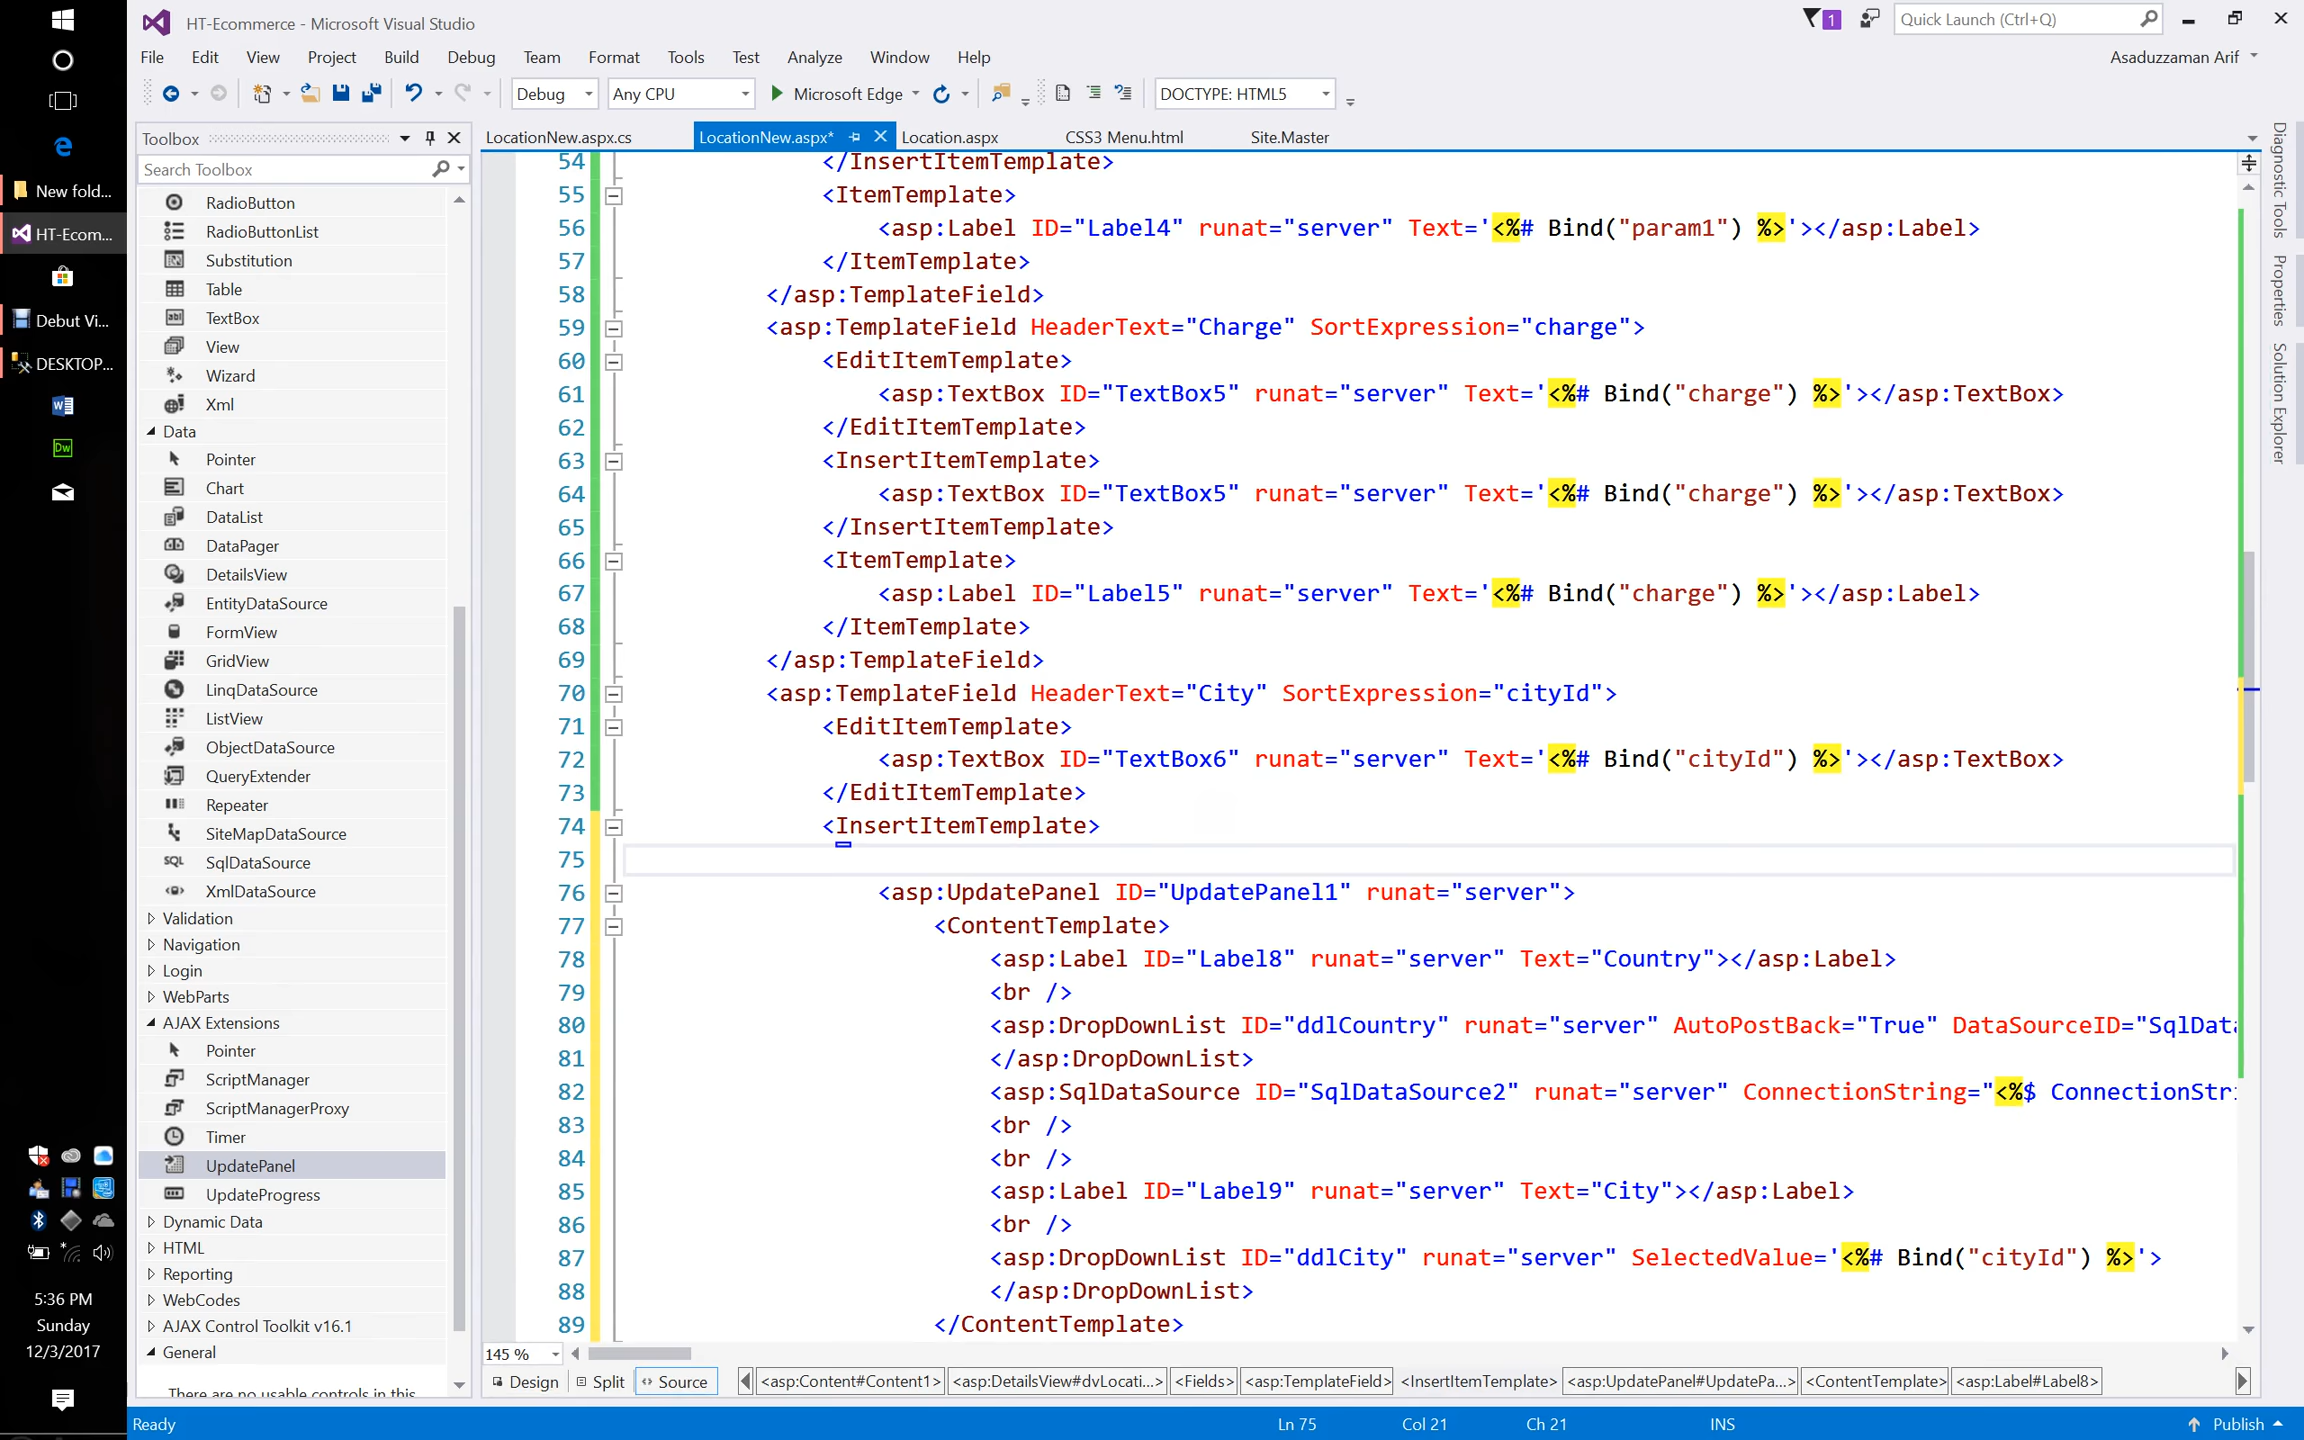 HT-Ecommerce - Microsoft Visual Studio
1
Quick Launch (Ctrl+Q)
File Edit View Project Build Debug Team Format Tools Test Analyze Window Help
Asaduzzaman Arif
Debug Any CPU Microsoft Edge DOCTYPE: HTML5
Toolbox
LocationNew.aspx.cs LocationNew.aspx* Location.aspx CSS3 Menu.html Site.Master
Search Toolbox
RadioButton
RadioButtonList
Substitution
Table
TextBox
View
Wizard
Xml
Data
Pointer
Chart
DataList
DataPager
DetailsView
EntityDataSource
FormView
GridView
LinqDataSource
ListView
ObjectDataSource
QueryExtender
Repeater
SiteMapDataSource
SqlDataSource
XmlDataSource
Validation
Navigation
Login
WebParts
AJAX Extensions
Pointer
ScriptManager
ScriptManagerProxy
Timer
UpdatePanel
UpdateProgress
Dynamic Data
HTML
Reporting
WebCodes
AJAX Control Toolkit v16.1
General
There are no usable controls in this
54 </InsertItemTemplate>
55 <ItemTemplate>
56 <asp:Label ID="Label4" runat="server" Text='<%# Bind("param1") %>'></asp:Label>
57 </ItemTemplate>
58 </asp:TemplateField>
59 <asp:TemplateField HeaderText="Charge" SortExpression="charge">
60 <EditItemTemplate>
61 <asp:TextBox ID="TextBox5" runat="server" Text='<%# Bind("charge") %>'></asp:TextBox>
62 </EditItemTemplate>
63 <InsertItemTemplate>
64 <asp:TextBox ID="TextBox5" runat="server" Text='<%# Bind("charge") %>'></asp:TextBox>
65 </InsertItemTemplate>
66 <ItemTemplate>
67 <asp:Label ID="Label5" runat="server" Text='<%# Bind("charge") %>'></asp:Label>
68 </ItemTemplate>
69 </asp:TemplateField>
70 <asp:TemplateField HeaderText="City" SortExpression="cityId">
71 <EditItemTemplate>
72 <asp:TextBox ID="TextBox6" runat="server" Text='<%# Bind("cityId") %>'></asp:TextBox>
73 </EditItemTemplate>
74 <InsertItemTemplate>
75
76 <asp:UpdatePanel ID="UpdatePanel1" runat="server">
77 <ContentTemplate>
78 <asp:Label ID="Label8" runat="server" Text="Country"></asp:Label>
79 <br />
80 <asp:DropDownList ID="ddlCountry" runat="server" AutoPostBack="True" DataSourceID="SqlData
81 </asp:DropDownList>
82 <asp:SqlDataSource ID="SqlDataSource2" runat="server" ConnectionString="<%$ ConnectionStr
83 <br />
84 <br />
85 <asp:Label ID="Label9" runat="server" Text="City"></asp:Label>
86 <br />
87 <asp:DropDownList ID="ddlCity" runat="server" SelectedValue='<%# Bind("cityId") %>'>
88 </asp:DropDownList>
89 </ContentTemplate>
145 %
Design Split Source <asp:Content#Content1> <asp:DetailsView#dvLocati...> <Fields> <asp:TemplateField> <InsertItemTemplate> <asp:UpdatePanel#UpdatePa...> <ContentTemplate> <asp:Label#Label8>
Ready Ln 75 Col 21 Ch 21 INS Publish
Diagnostic Tools
Properties
Solution Explorer
New fold...
HT-Ecom...
Debut Vi...
DESKTOP...
Dw
5:36 PM
Sunday
12/3/2017